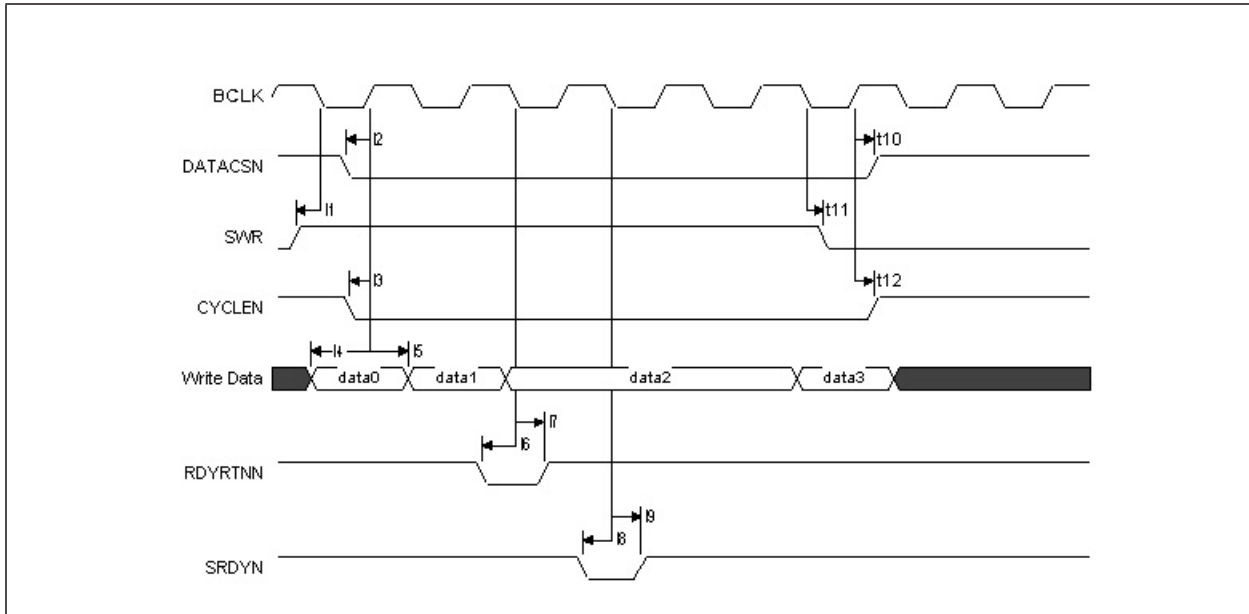 BCLK
t2
t10
DATACSN
t1
t11
SWR
t3
t12
CYCLEN
t4
t5
Write Data
data0
data1
data2
data3
t7
t6
RDYRTNN
t9
t8
SRDYN